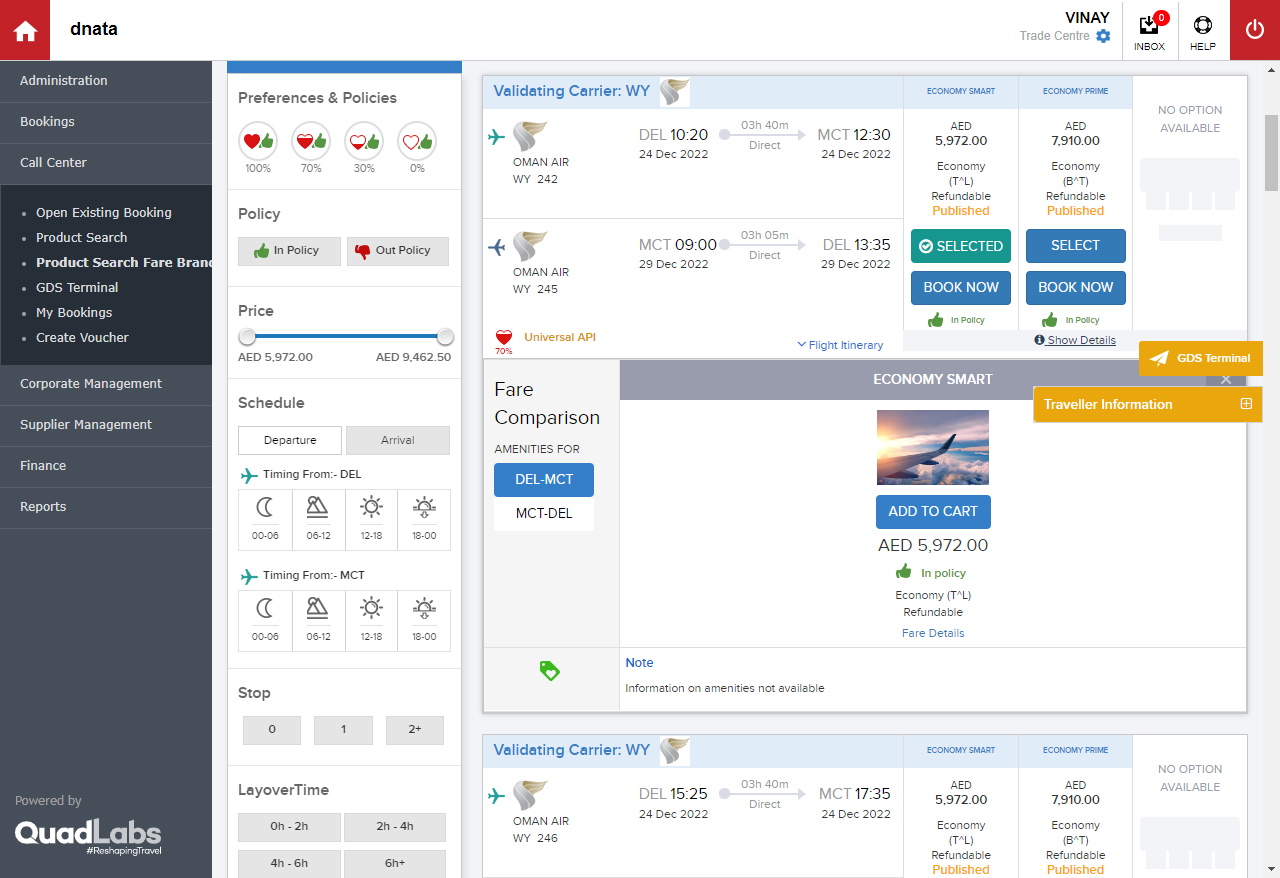 dnata
VINAY
Trade Centre
0
INBOX
HELP
Administration
Bookings
Call Center
Open Existing Booking
Product Search
Product Search Fare Brand
GDS Terminal
My Bookings
Create Voucher
Corporate Management
Supplier Management
Finance
Reports
Powered by
QuadLabs
#ReshapingTravel
Preferences & Policies
100% 70% 30% 0%
Policy
In Policy Out Policy
Price
AED 5,972.00 AED 9,462.50
Schedule
Departure Arrival
Timing From:- DEL
00-06 06-12 12-18 18-00
Timing From:- MCT
00-06 06-12 12-18 18-00
Stop
0 1 2+
LayoverTime
0h - 2h 2h - 4h
4h - 6h 6h+
Validating Carrier: WY
ECONOMY SMART ECONOMY PRIME
OMAN AIR
WY 242
DEL 10:20
24 Dec 2022
03h 40m
Direct
MCT 12:30
24 Dec 2022
OMAN AIR
WY 245
MCT 09:00
29 Dec 2022
03h 05m
Direct
DEL 13:35
29 Dec 2022
70%
Universal API
Flight Itinerary
AED
5,972.00
Economy
(T^L)
Refundable
Published
SELECTED
BOOK NOW
In Policy
AED
7,910.00
Economy
(B^T)
Refundable
Published
SELECT
BOOK NOW
In Policy
Show Details
NO OPTION
AVAILABLE
GDS Terminal
Traveller Information
Fare
Comparison
AMENITIES FOR
DEL-MCT
MCT-DEL
ECONOMY SMART
X
ADD TO CART
AED 5,972.00
In policy
Economy (T^L)
Refundable
Fare Details
Note
Information on amenities not available
Validating Carrier: WY
ECONOMY SMART ECONOMY PRIME
OMAN AIR
WY 246
DEL 15:25
24 Dec 2022
03h 40m
Direct
MCT 17:35
24 Dec 2022
AED
5,972.00
Economy
(T^L)
Refundable
Published
AED
7,910.00
Economy
(B^T)
Refundable
Published
NO OPTION
AVAILABLE